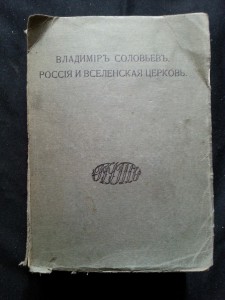 ВЛАДИМІРЪ СОЛОВЬЕВЪ.
РОССІЯ И ВСЕЛЕНСКАЯ ЦЕРКОВЬ.